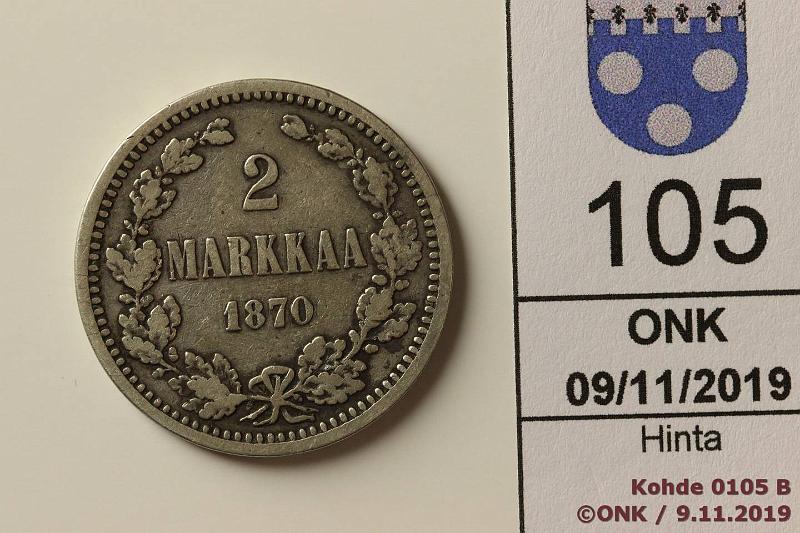 2
MARKKAA
1870
105
ONK
09/11/2019
Hinta
Kohde 0105 B
©ONK / 9.11.2019